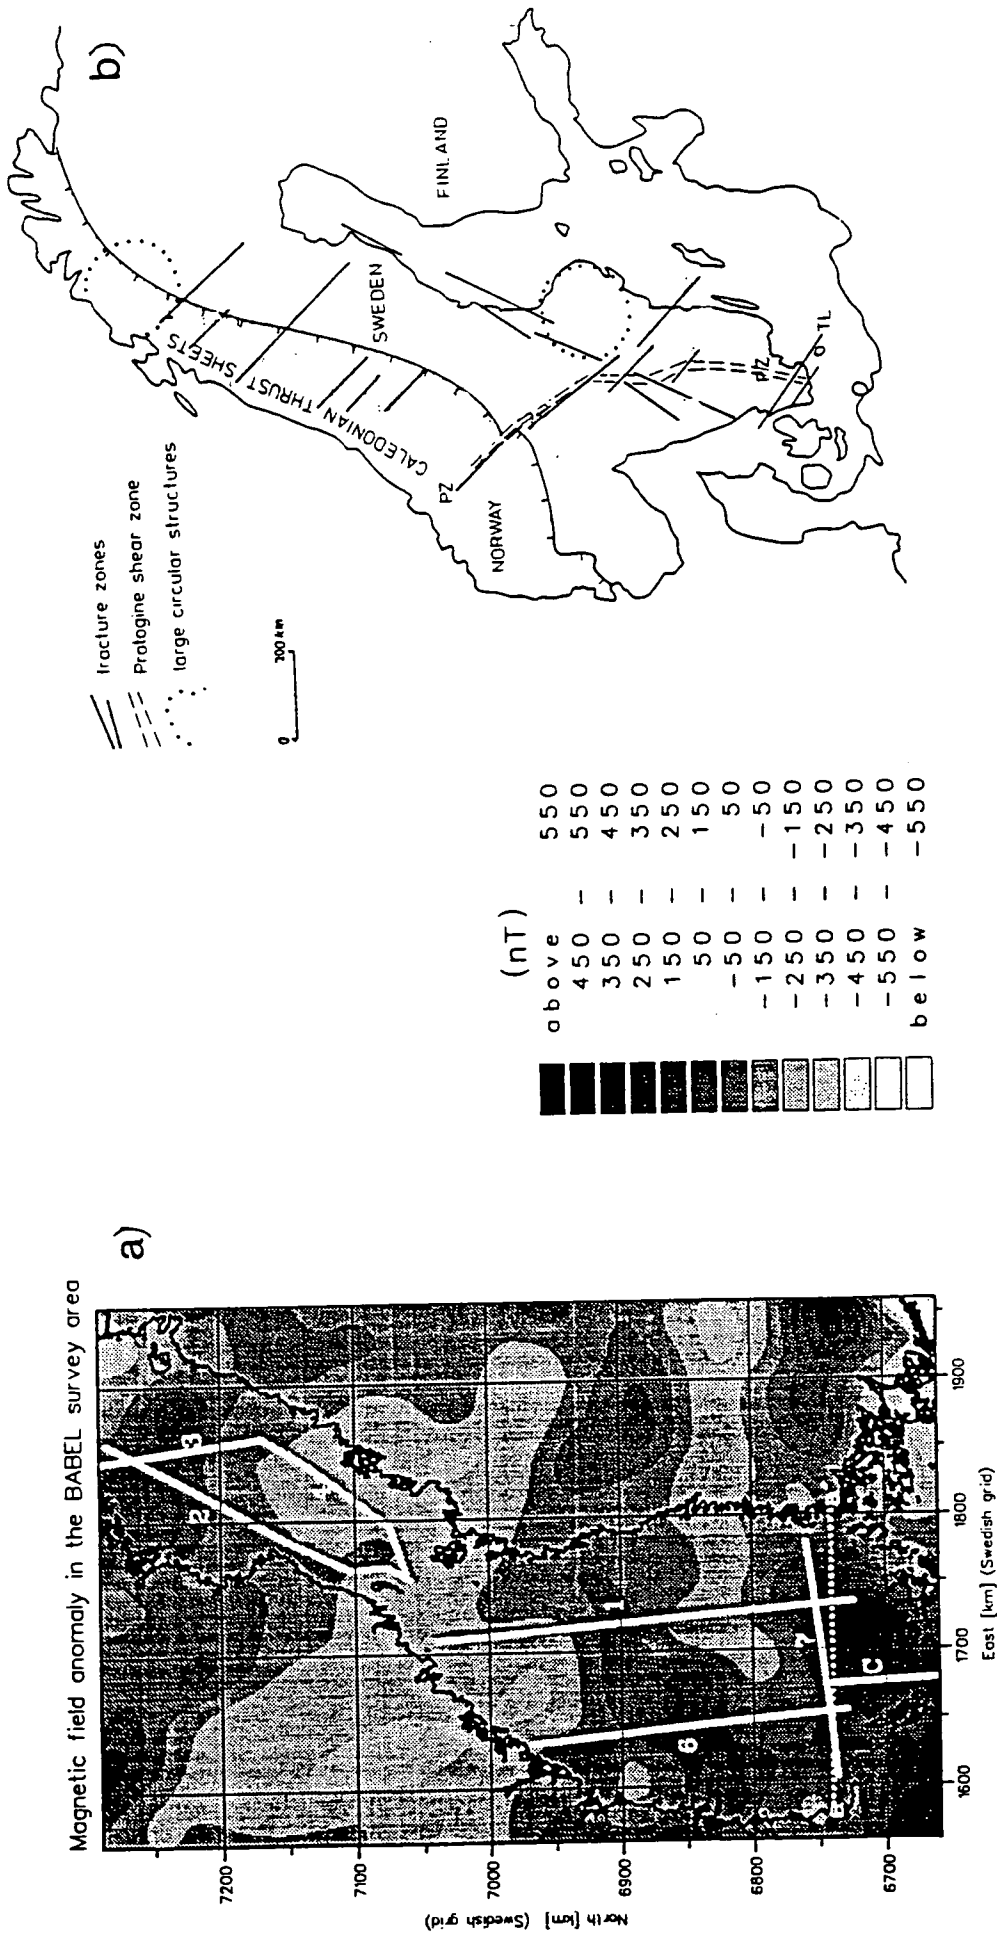 Magnetic field anomaly in the BABEL survey area
a)
North [km] (Swedish grid)
7200
7100
7000
6900
6800
6700
1600
1700
1800
1900
East [km] (Swedish grid)
2
3
4
1
6
7
C
(nT)
above 550
450 - 550
350 - 450
250 - 350
150 - 250
50 - 150
-50 - 50
-150 - -50
-250 - -150
-350 - -250
-450 - -350
-550 - -450
below -550
b)
fracture zones
Protogine shear zone
large circular structures
0 200 km
CALEDONIAN THRUST SHEETS
SWEDEN
FINLAND
NORWAY
PZ
PZ
TL